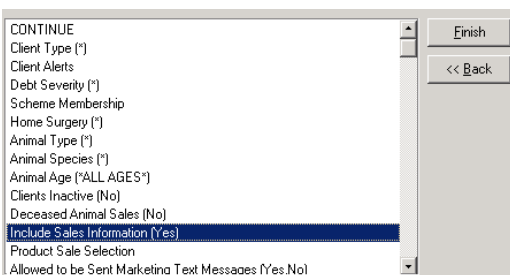 CONTINUE
Client Type (*)
Client Alerts
Debt Severity (*)
Scheme Membership
Home Surgery (*)
Animal Type (*)
Animal Species (*)
Animal Age (*ALL AGES*)
Clients Inactive (No)
Deceased Animal Sales (No)
Include Sales Information (Yes)
Product Sale Selection
Allowed to be Sent Marketing Text Messages (Yes,No)
Finish
<< Back